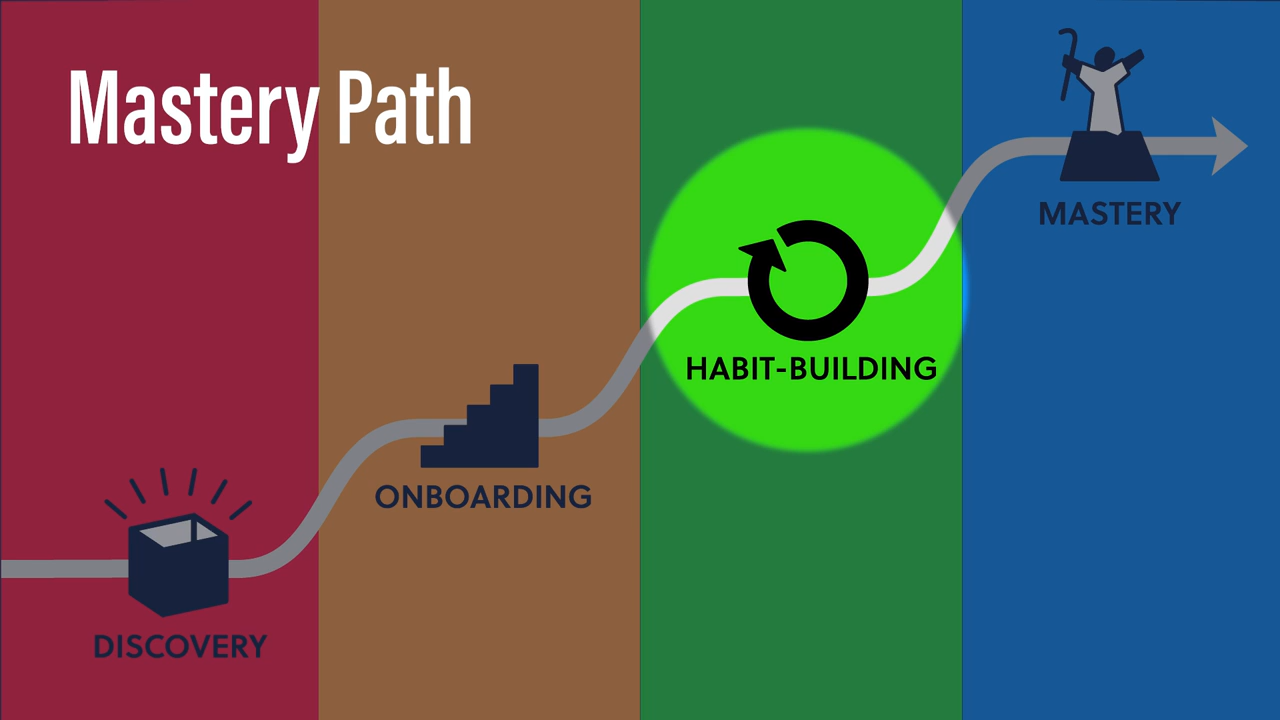 Mastery Path
DISCOVERY
ONBOARDING
HABIT-BUILDING
MASTERY